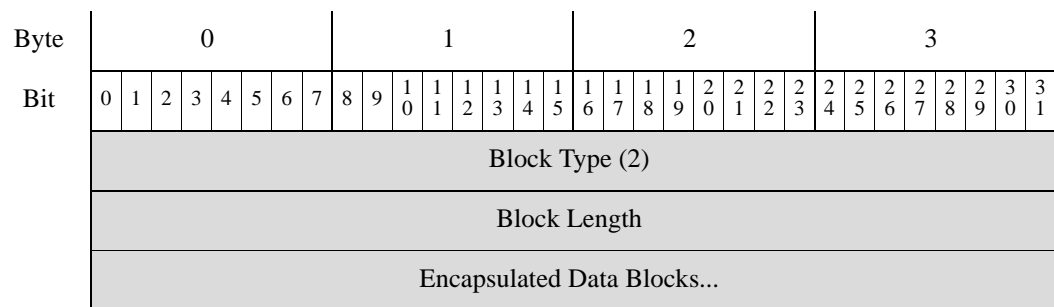 Byte 0 1 2 3
Bit 0 1 2 3 4 5 6 7 8 9 10 11 12 13 14 15 16 17 18 19 20 21 22 23 24 25 26 27 28 29 30 31
Block Type (2)
Block Length
Encapsulated Data Blocks...